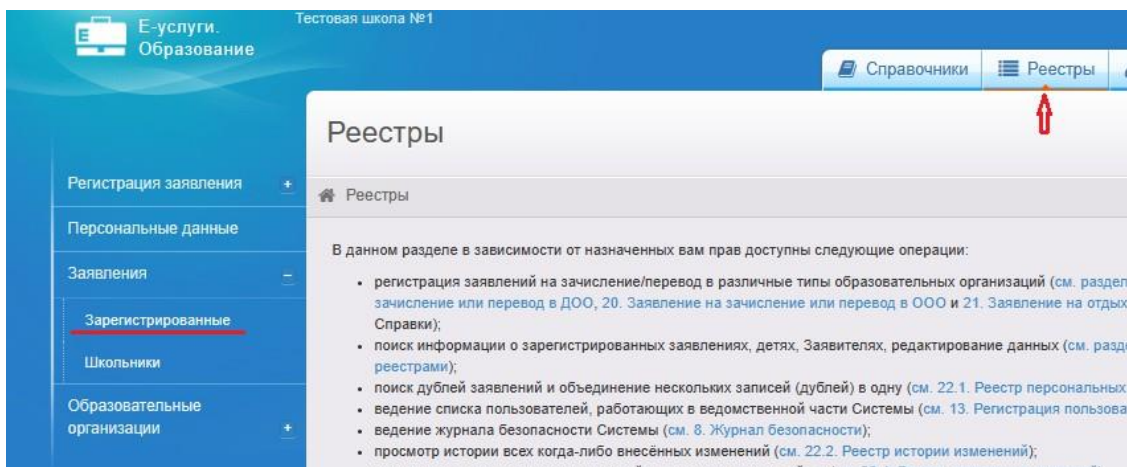 Е-услуги.
Образование
Тестовая школа №1
Справочники
Реестры
Реестры
Регистрация заявления
Персональные данные
Заявления
Зарегистрированные
Школьники
Образовательные
организации
Реестры
В данном разделе в зависимости от назначенных вам прав доступны следующие операции:
регистрация заявлений на зачисление/перевод в различные типы образовательных организаций (см. раздел
зачисление или перевод в ДОО, 20. Заявление на зачисление или перевод в ООО и 21. Заявление на отдых
Справки);
поиск информации о зарегистрированных заявлениях, детях, Заявителях, редактирование данных (см. разд
реестрами);
поиск дублей заявлений и объединение нескольких записей (дублей) в одну (см. 22.1. Реестр персональных
ведение списка пользователей, работающих в ведомственной части Системы (см. 13. Регистрация пользова
ведение журнала безопасности Системы (см. 8. Журнал безопасности);
просмотр истории всех когда-либо внесённых изменений (см. 22.2. Реестр истории изменений);